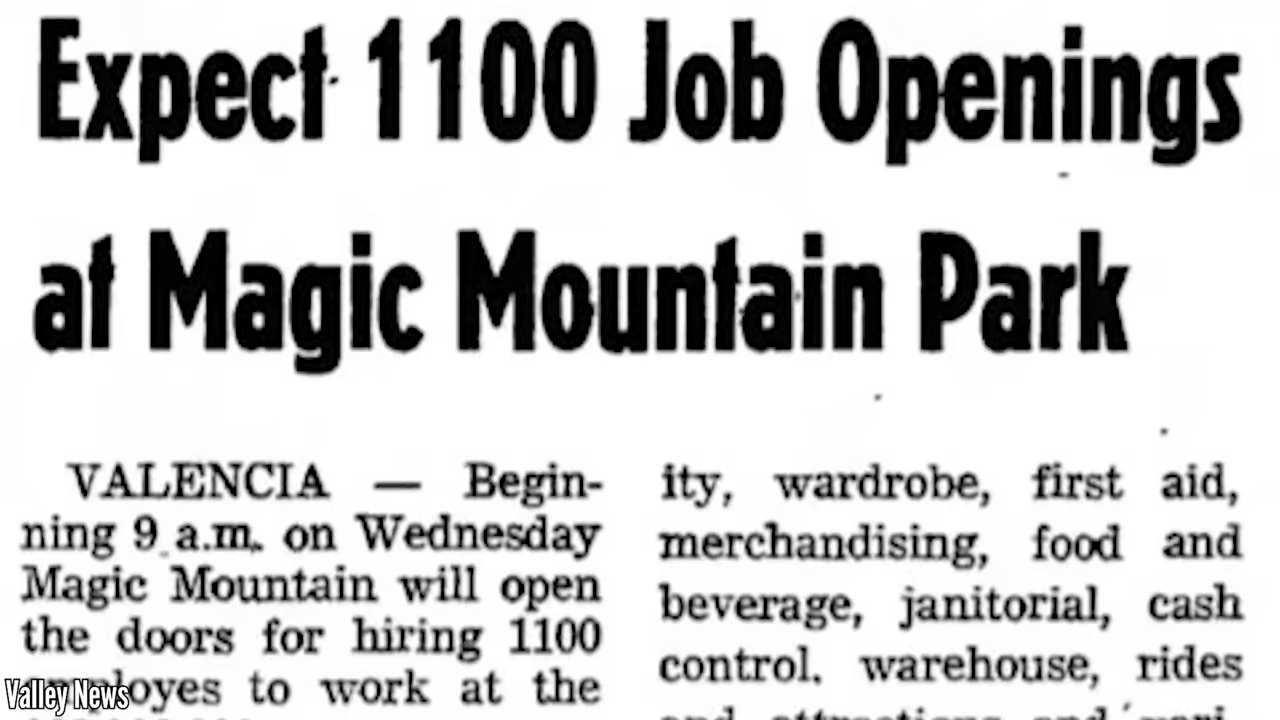 Expect 1100 Job Openings
at Magic Mountain Park
VALENCIA — Begin-
ning 9 a.m. on Wednesday
Magic Mountain will open
the doors for hiring 1100
to work at the
ity, wardrobe, first aid,
merchandising, food and
beverage, janitorial, cash
control, warehouse, rides
Valley News